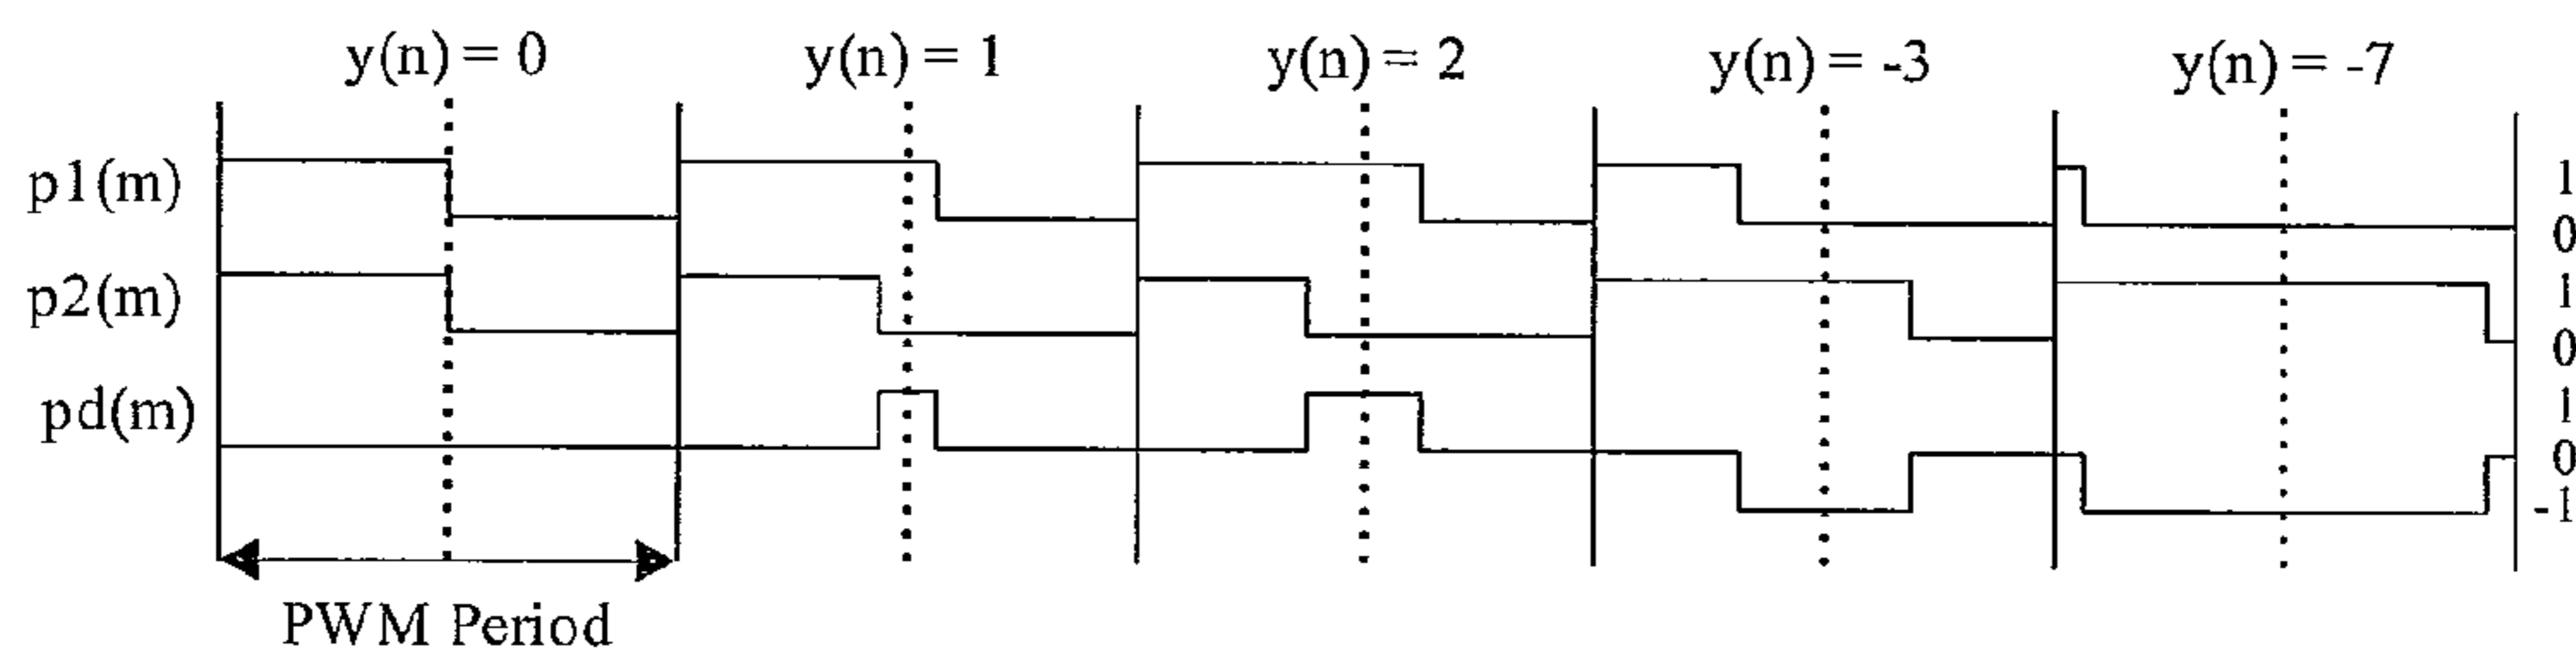 y(n) = 0 y(n) = 1 y(n) = 2 y(n) = -3 y(n) = -7
p1(m) 1
0
p2(m) 1
0
pd(m) 1
0
-1
PWM Period